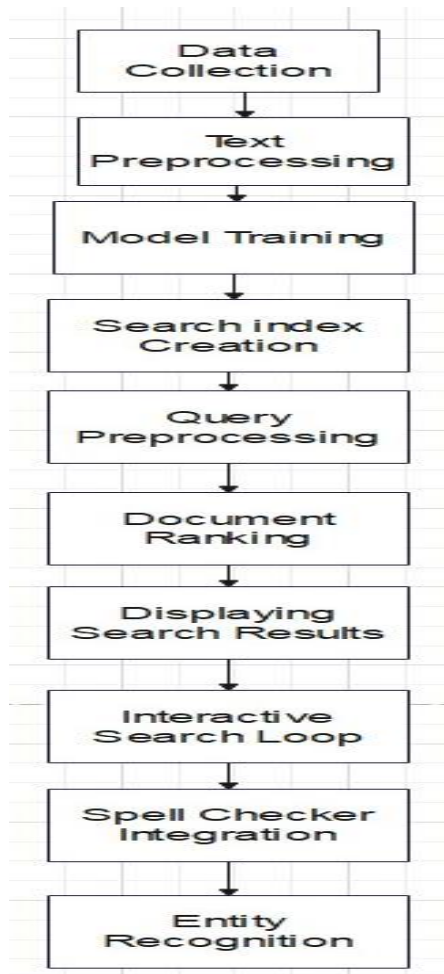 Data
Collection
Text
Preprocessing
Model Training
Search index
Creation
Query
Preprocessing
Document
Ranking
Displaying
Search Results
Interactive
Search Loop
Spell Checker
Integration
Entity
Recognition